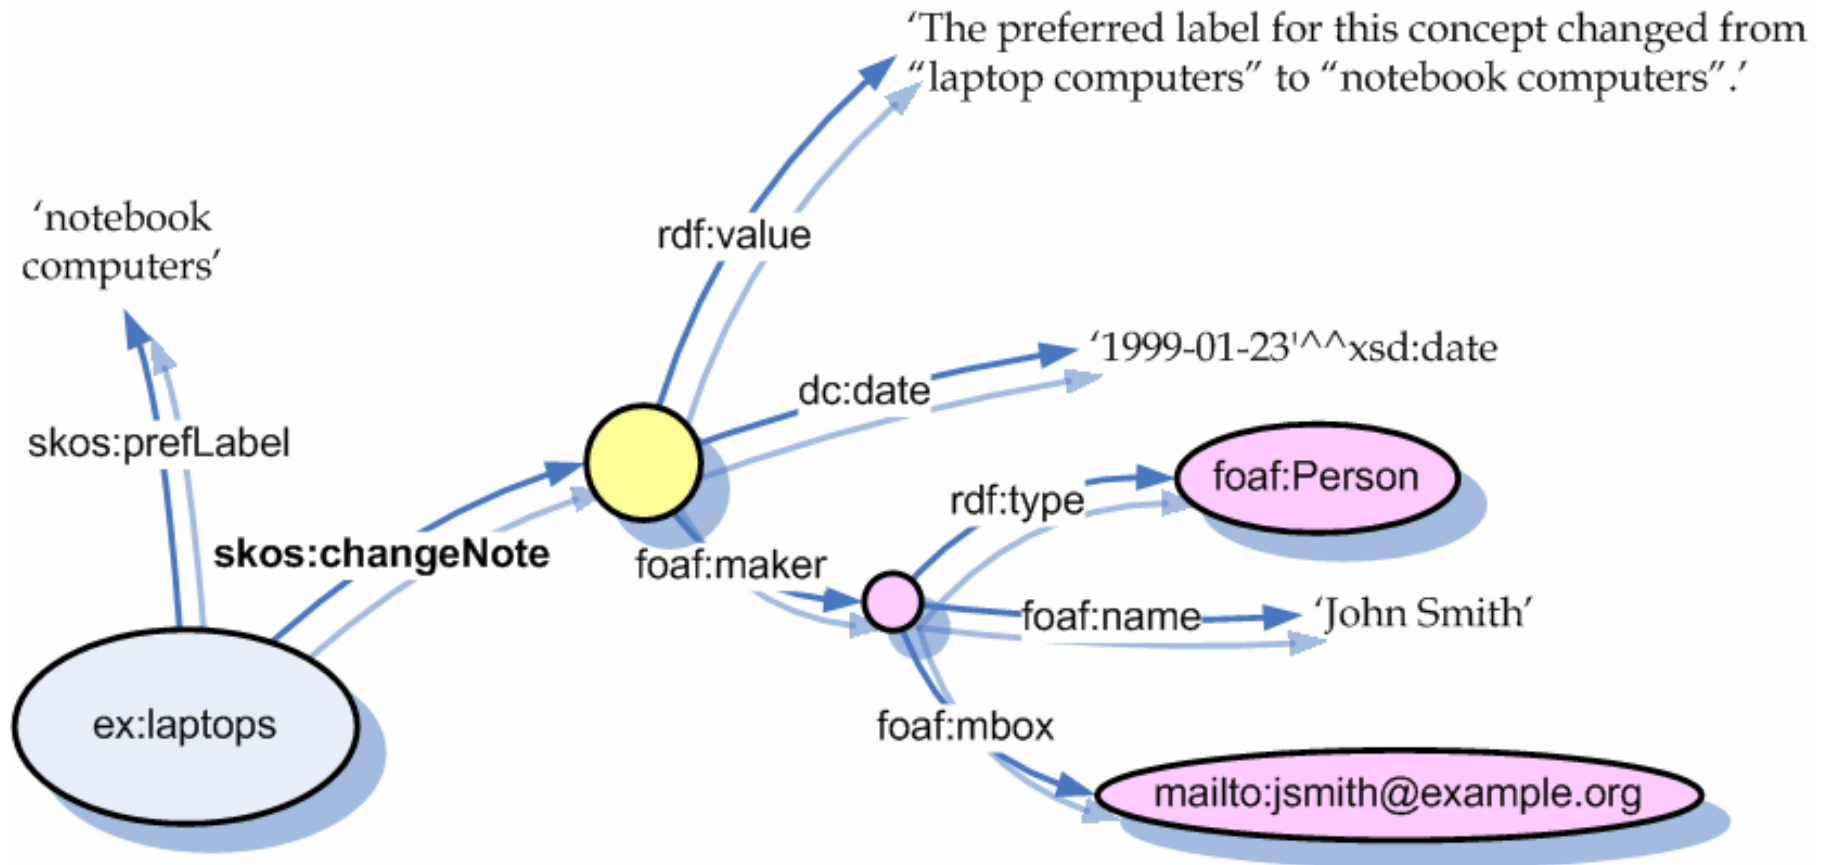 ‘The preferred label for this concept changed from
“laptop computers” to “notebook computers”.’
‘notebook
computers’
rdf:value
‘1999-01-23'^^xsd:date
dc:date
skos:prefLabel
foaf:Person
rdf:type
skos:changeNote
foaf:maker
foaf:name
‘John Smith’
ex:laptops
foaf:mbox
mailto:jsmith@example.org